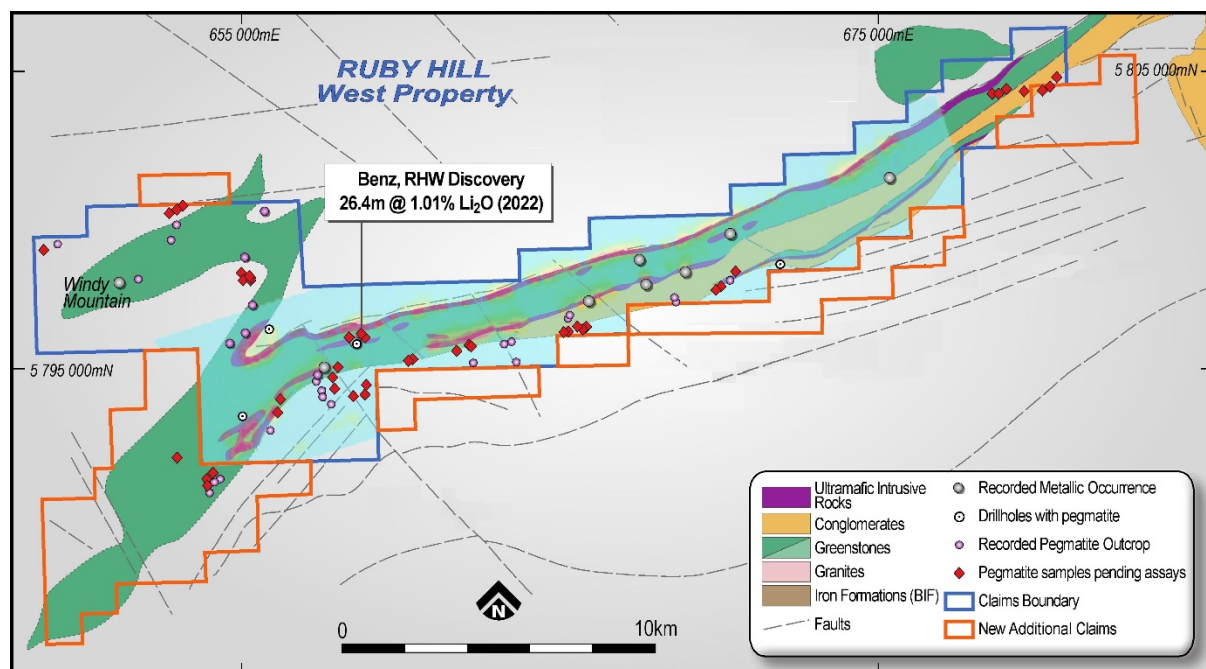 655 000mE
675 000mE
5 805 000mN
RUBY HILL
West Property
Benz, RHW Discovery
26.4m @ 1.01% Li₂O (2022)
Windy
Mountain
5 795 000mN
Ultramafic Intrusive
Rocks
Conglomerates
Greenstones
Granites
Iron Formations (BIF)
Faults
Recorded Metallic Occurrence
Drillholes with pegmatite
Recorded Pegmatite Outcrop
Pegmatite samples pending assays
Claims Boundary
New Additional Claims
N
0
10km